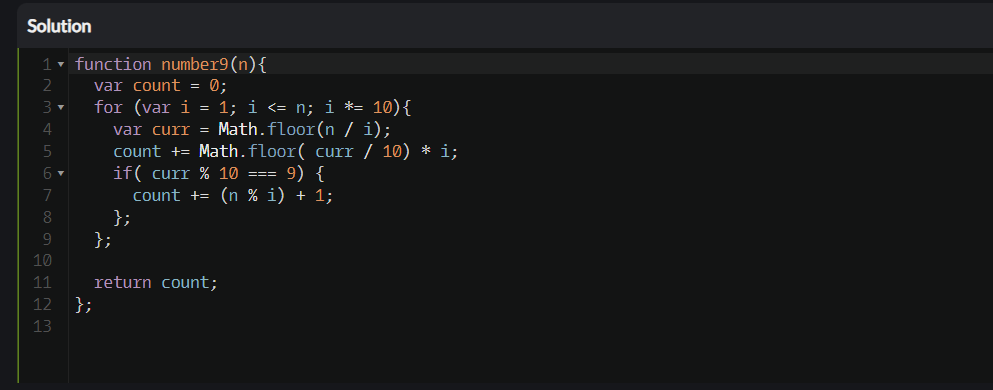 Solution
1 function number9(n){
2   var count = 0;
3   for (var i = 1; i <= n; i *= 10){
4     var curr = Math.floor(n / i);
5     count += Math.floor( curr / 10) * i;
6     if( curr % 10 === 9) {
7       count += (n % i) + 1;
8     };
9   };
10
11   return count;
12 };
13